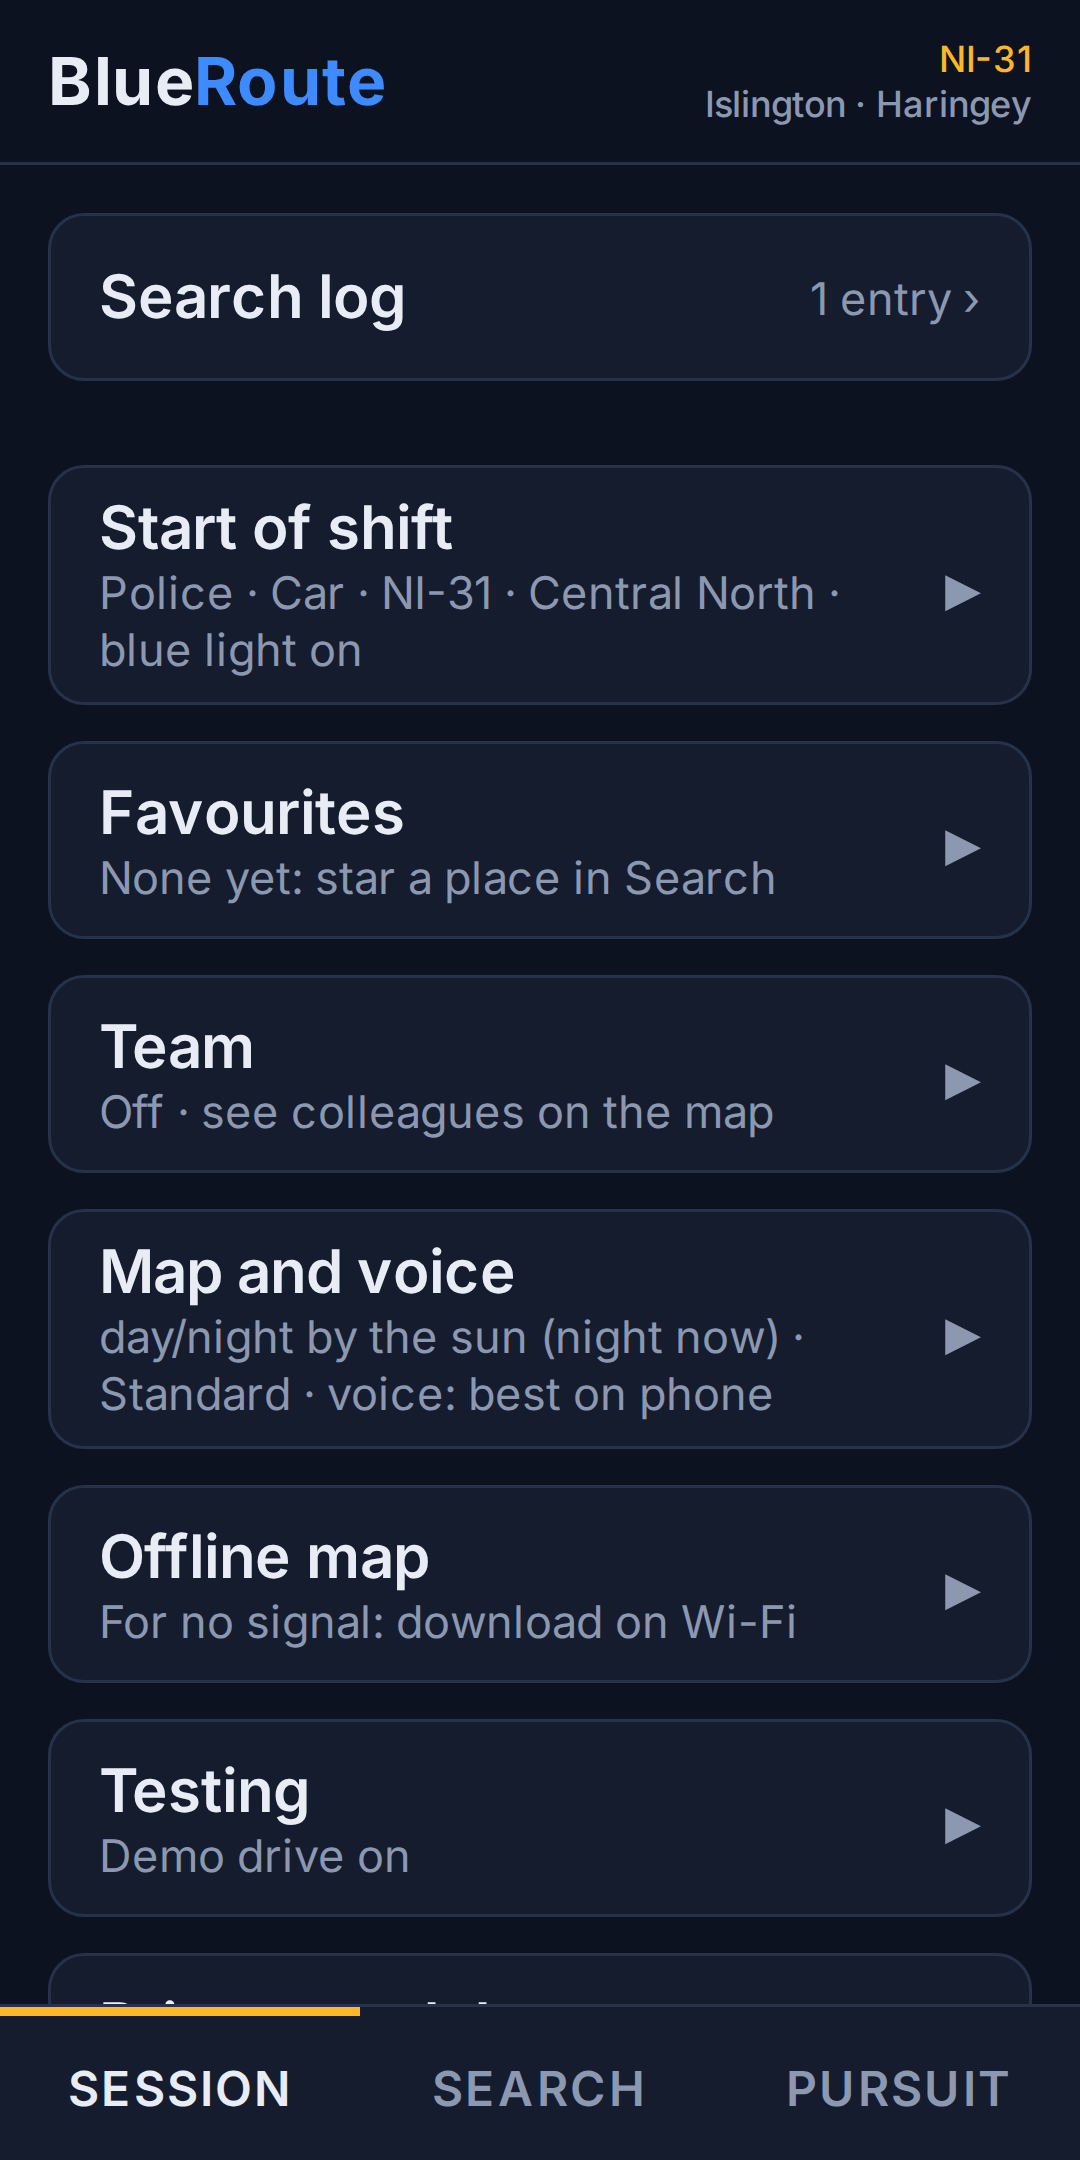 BlueRoute
NI-31
Islington · Haringey
Search log
1 entry ›
Start of shift
Police · Car · NI-31 · Central North ·
blue light on
▶
Favourites
None yet: star a place in Search
▶
Team
Off · see colleagues on the map
▶
Map and voice
day/night by the sun (night now) ·
Standard · voice: best on phone
▶
Offline map
For no signal: download on Wi-Fi
▶
Testing
Demo drive on
▶
SESSION
SEARCH
PURSUIT